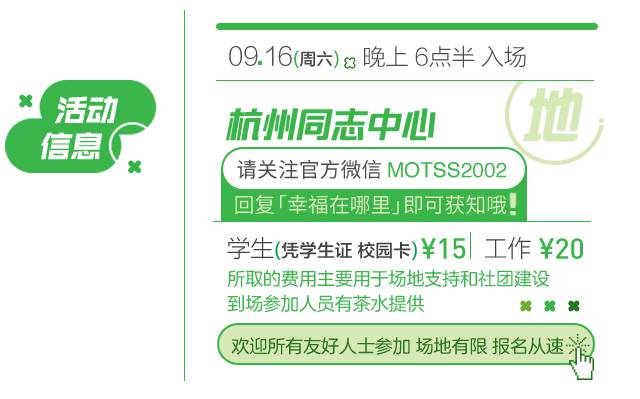 活动
信息
09.16(周六) 晚上 6点半 入场
地
杭州同志中心
请关注官方微信 MOTSS2002
回复「幸福在哪里」即可获知哦!
学生(凭学生证 校园卡)¥15 工作 ¥20
所取的费用主要用于场地支持和社团建设
到场参加人员有茶水提供
欢迎所有友好人士参加 场地有限 报名从速